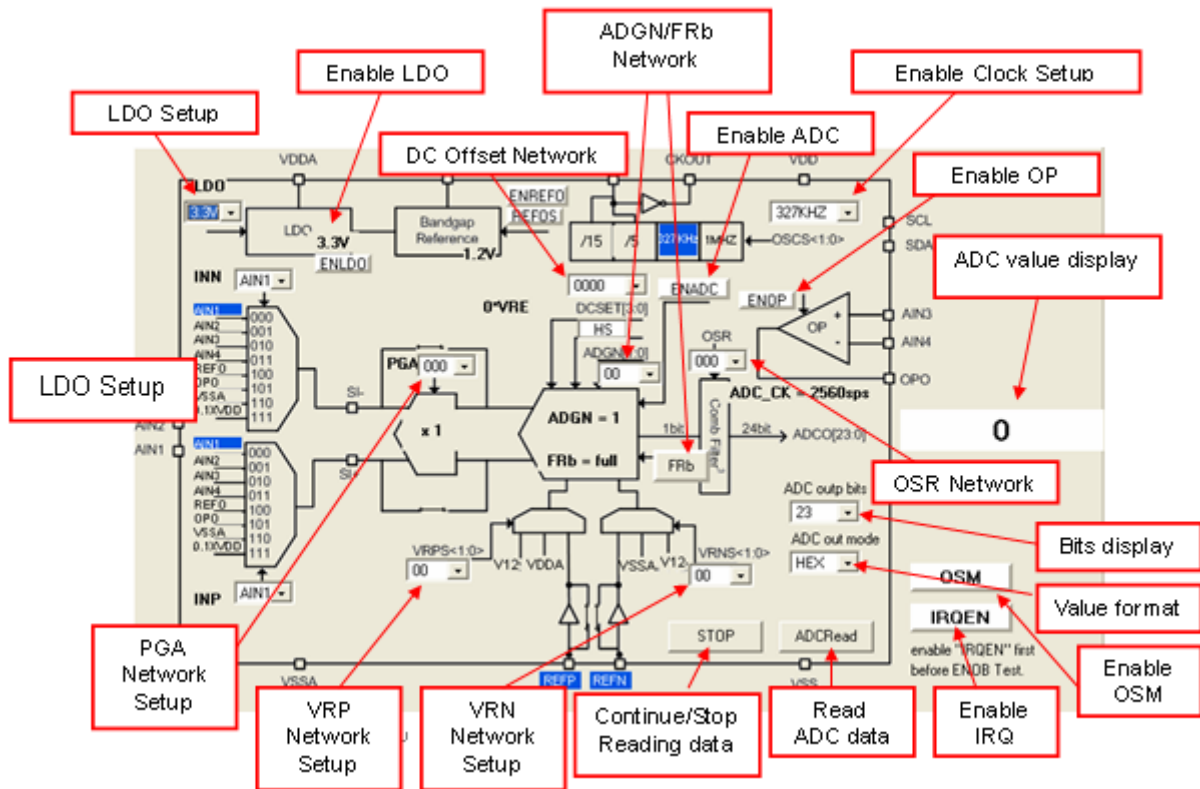 ADGN/FRb
Network
Enable LDO
Enable Clock Setup
LDO Setup
Enable ADC
DC Offset Network
Enable OP
ADC value display
VDDA
CKOUT
VDD
LDO
3.3V
LDO
3.3V
ENLDO
Bandgap
Reference
1.2V
ENREFO
REFOS
/15
/5
327KHz
1MHZ
OSCS<1:0>
327KHZ
SCL
SDA
INN
AIN1
0000
ENADC
ENOP
DCSET[3:0]
0*VRE
HS
OSR
000
OP
+
-
AIN3
AIN4
OPO
AIN1
AIN2
AIN3
AIN4
REFO
OPO
VSSA
0.1XVDD
000
001
010
011
100
101
110
111
LDO Setup
PGA
000
00
SI-
x 1
ADGN = 1
FRb = full
1bit
24bit
Comb Filter
ADC_CK = 2560sps
ADCO[23:0]
FRb
0
AIN2
AIN1
AIN1
AIN2
AIN3
AIN4
REFO
OPO
VSSA
0.1XVDD
000
001
010
011
100
101
110
111
OSR Network
ADC outp bits
23
ADC out mode
HEX
Bits display
VRPS<1:0>
00
V12
VDDA
VSSA
V12
VRNS<1:0>
00
INP
AIN1
OSM
IRQEN
Value format
STOP
ADCRead
enable "IRQEN" first
before ENOB Test.
PGA
Network
Setup
VSSA
REFP
REFN
VSS
VRP
Network
Setup
VRN
Network
Setup
Continue/Stop
Reading data
Read
ADC data
Enable
IRQ
Enable
OSM